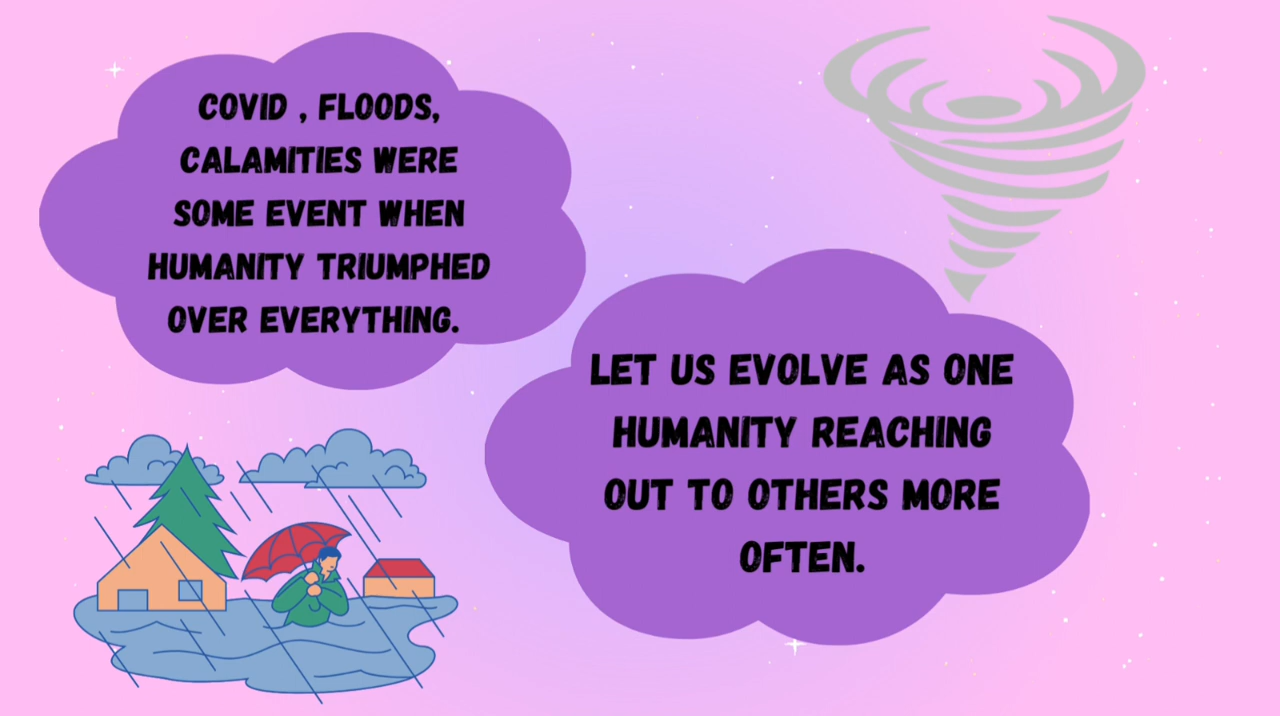 COVID , FLOODS,
CALAMITIES WERE
SOME EVENT WHEN
HUMANITY TRIUMPHED
OVER EVERYTHING.
LET US EVOLVE AS ONE
HUMANITY REACHING
OUT TO OTHERS MORE
OFTEN.